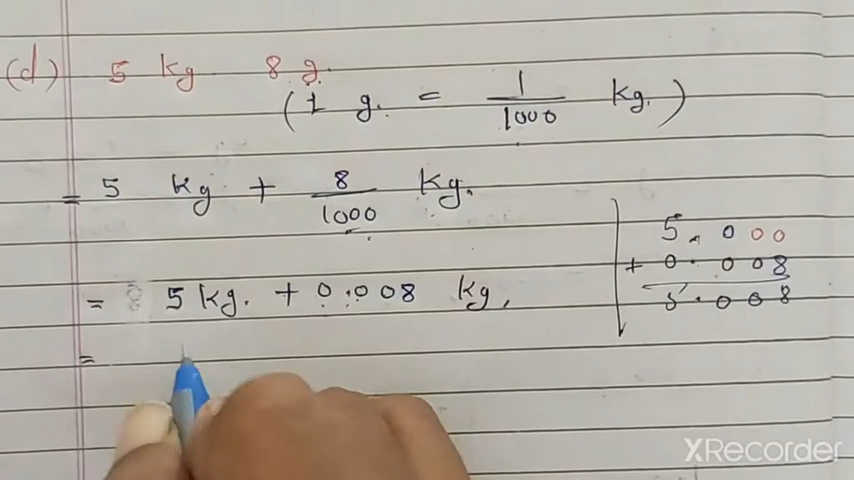 (d) 5 kg 8 g.
(1 g. = 1/1000 kg.)
= 5 kg + 8/1000 kg.
= 5 kg. + 0.008 kg.
=
5.000
+ 0.008
5.008
XRecorder